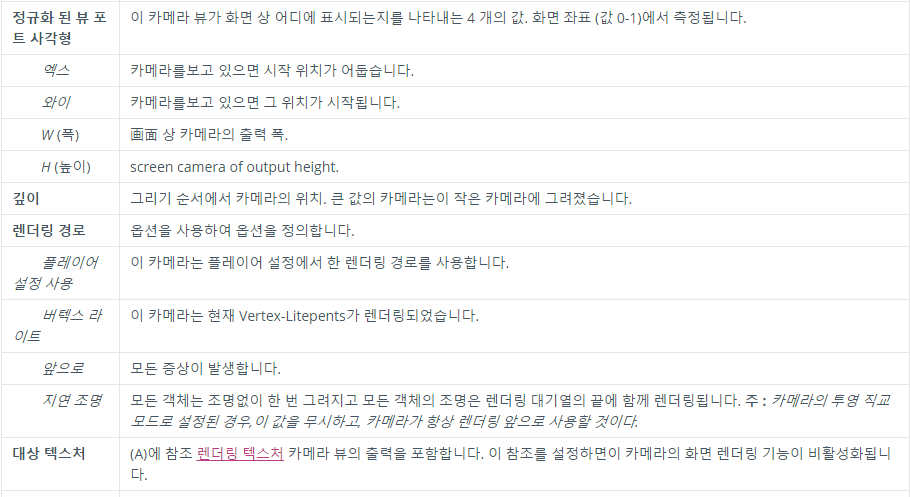 정규화 된 뷰 포
트 사각형
이 카메라 뷰가 화면 상 어디에 표시되는지를 나타내는 4 개의 값. 화면 좌표 (값 0-1)에서 측정됩니다.
엑스
카메라를보고 있으면 시작 위치가 어둡습니다.
와이
카메라를보고 있으면 그 위치가 시작됩니다.
W (폭)
画面 상 카메라의 출력 폭.
H (높이)
screen camera of output height.
깊이
그리기 순서에서 카메라의 위치. 큰 값의 카메라는이 작은 카메라에 그려졌습니다.
렌더링 경로
옵션을 사용하여 옵션을 정의합니다.
플레이어
설정 사용
이 카메라는 플레이어 설정에서 한 렌더링 경로를 사용합니다.
버텍스 라
이트
이 카메라는 현재 Vertex-Litepents가 렌더링되었습니다.
앞으로
모든 증상이 발생합니다.
지연 조명
모든 객체는 조명없이 한 번 그려지고 모든 객체의 조명은 렌더링 대기열의 끝에 함께 렌더링됩니다. 주 : 카메라의 투영 직교
모드로 설정된 경우,이 값을 무시하고, 카메라가 항상 렌더링 앞으로 사용할 것이다.
대상 텍스처
(A)에 참조 렌더링 텍스처 카메라 뷰의 출력을 포함합니다. 이 참조를 설정하면이 카메라의 화면 렌더링 기능이 비활성화됩니
다.